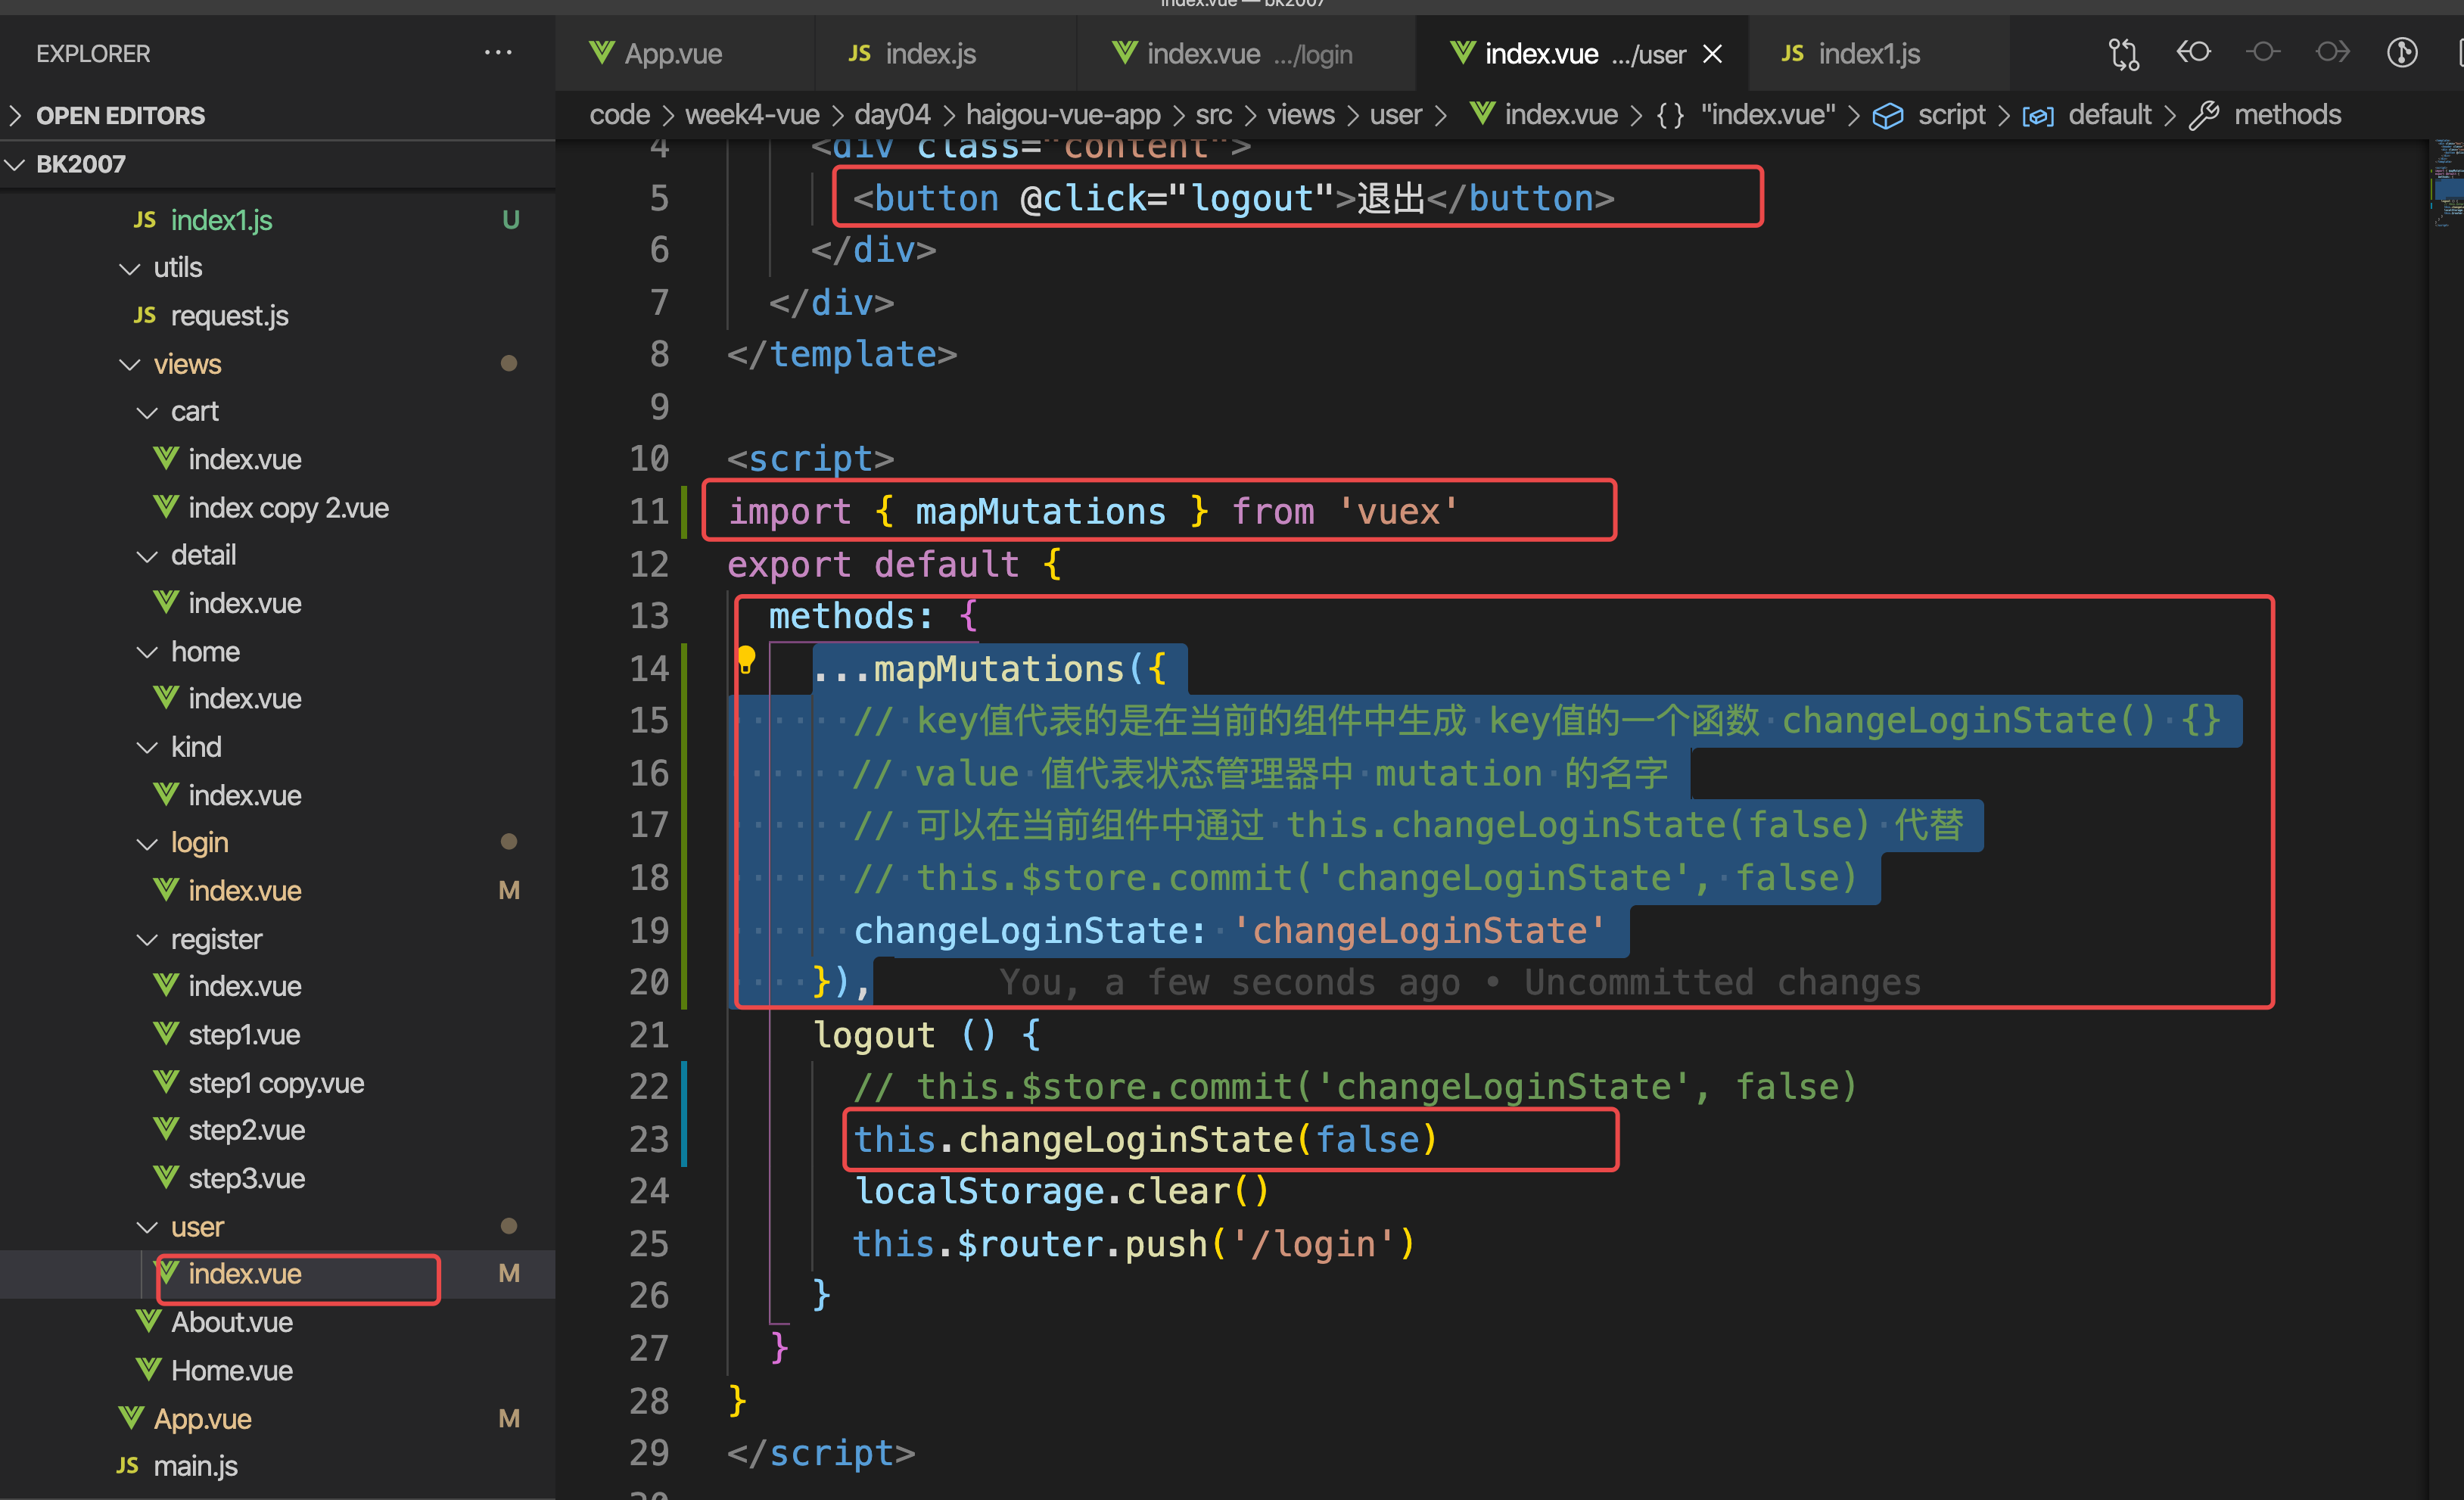 index.vue — bk2007
EXPLORER
OPEN EDITORS
BK2007
JS index1.js U
utils
JS request.js
views
cart
index.vue
index copy 2.vue
detail
index.vue
home
index.vue
kind
index.vue
login
index.vue M
register
index.vue
step1.vue
step1 copy.vue
step2.vue
step3.vue
user
index.vue M
About.vue
Home.vue
App.vue M
JS main.js
App.vue JS index.js index.vue .../login index.vue .../user JS index1.js
code > week4-vue > day04 > haigou-vue-app > src > views > user > index.vue > {} "index.vue" > script > default > methods
4 <div class="content">
5 <button @click="logout">退出</button>
6 </div>
7 </div>
8 </template>
9
10 <script>
11 import { mapMutations } from 'vuex'
12 export default {
13 methods: {
14 ...mapMutations({
15 // key值代表的是在当前的组件中生成 key值的一个函数 changeLoginState() {}
16 // value 值代表状态管理器中 mutation 的名字
17 // 可以在当前组件中通过 this.changeLoginState(false) 代替
18 // this.$store.commit('changeLoginState', false)
19 changeLoginState: 'changeLoginState'
20 }), You, a few seconds ago • Uncommitted changes
21 logout () {
22 // this.$store.commit('changeLoginState', false)
23 this.changeLoginState(false)
24 localStorage.clear()
25 this.$router.push('/login')
26 }
27 }
28 }
29 </script>
30